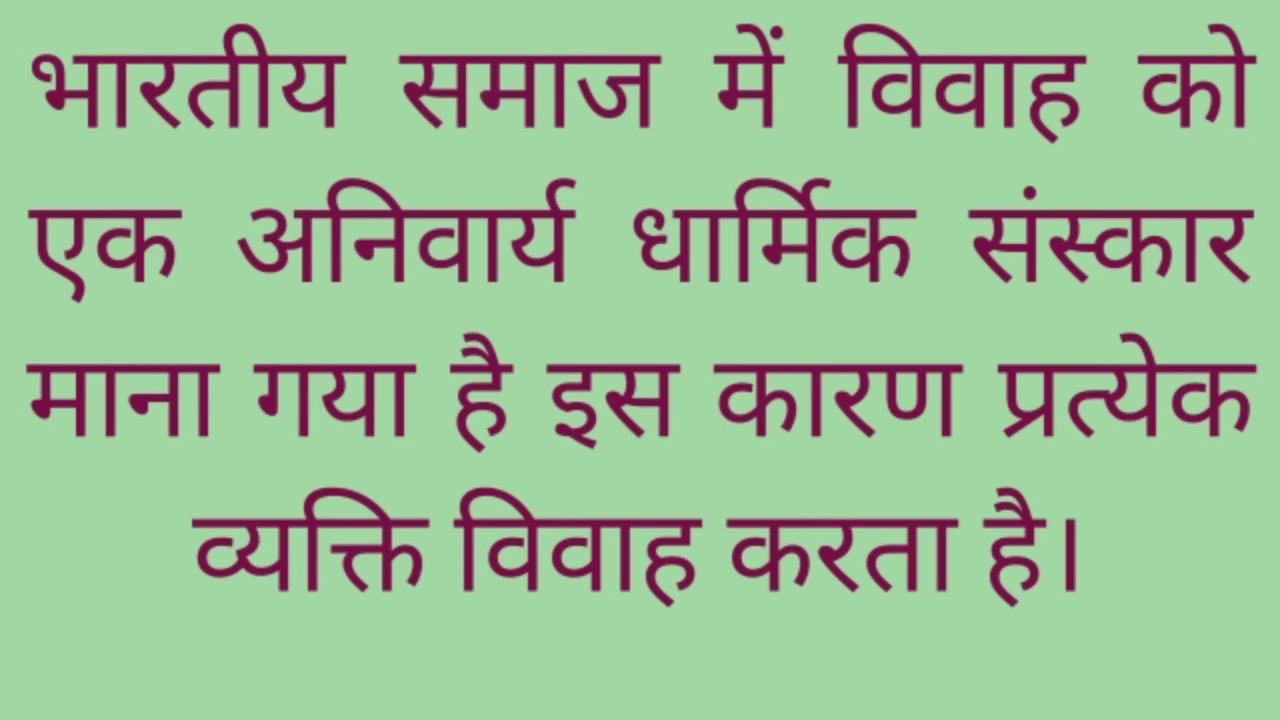 भारतीय समाज में विवाह को
एक अनिवार्य धार्मिक संस्कार
माना गया है इस कारण प्रत्येक
व्यक्ति विवाह करता है।